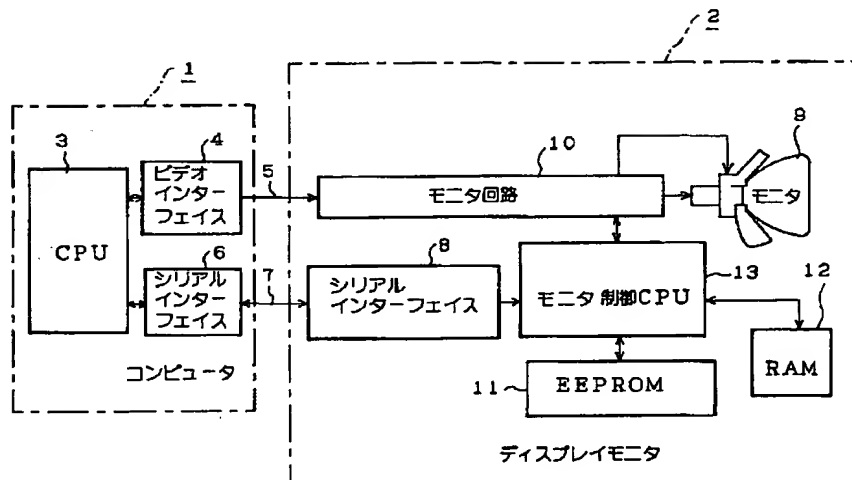 2
1
3
4
ビデオ
インター
フェイス
5
10
モニタ回路
9
モニタ
CPU
6
シリアル
インター
フェイス
7
8
シリアル
インターフェイス
13
モニタ制御CPU
12
RAM
コンピュータ
11
EEPROM
ディスプレイモニタ